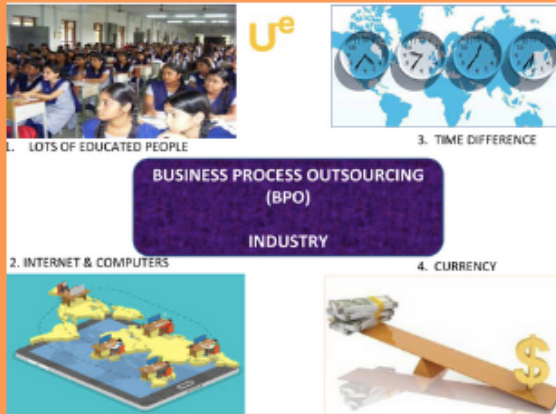 Uᵉ
1. LOTS OF EDUCATED PEOPLE
3. TIME DIFFERENCE
BUSINESS PROCESS OUTSOURCING
(BPO)
INDUSTRY
2. INTERNET & COMPUTERS
4. CURRENCY
$